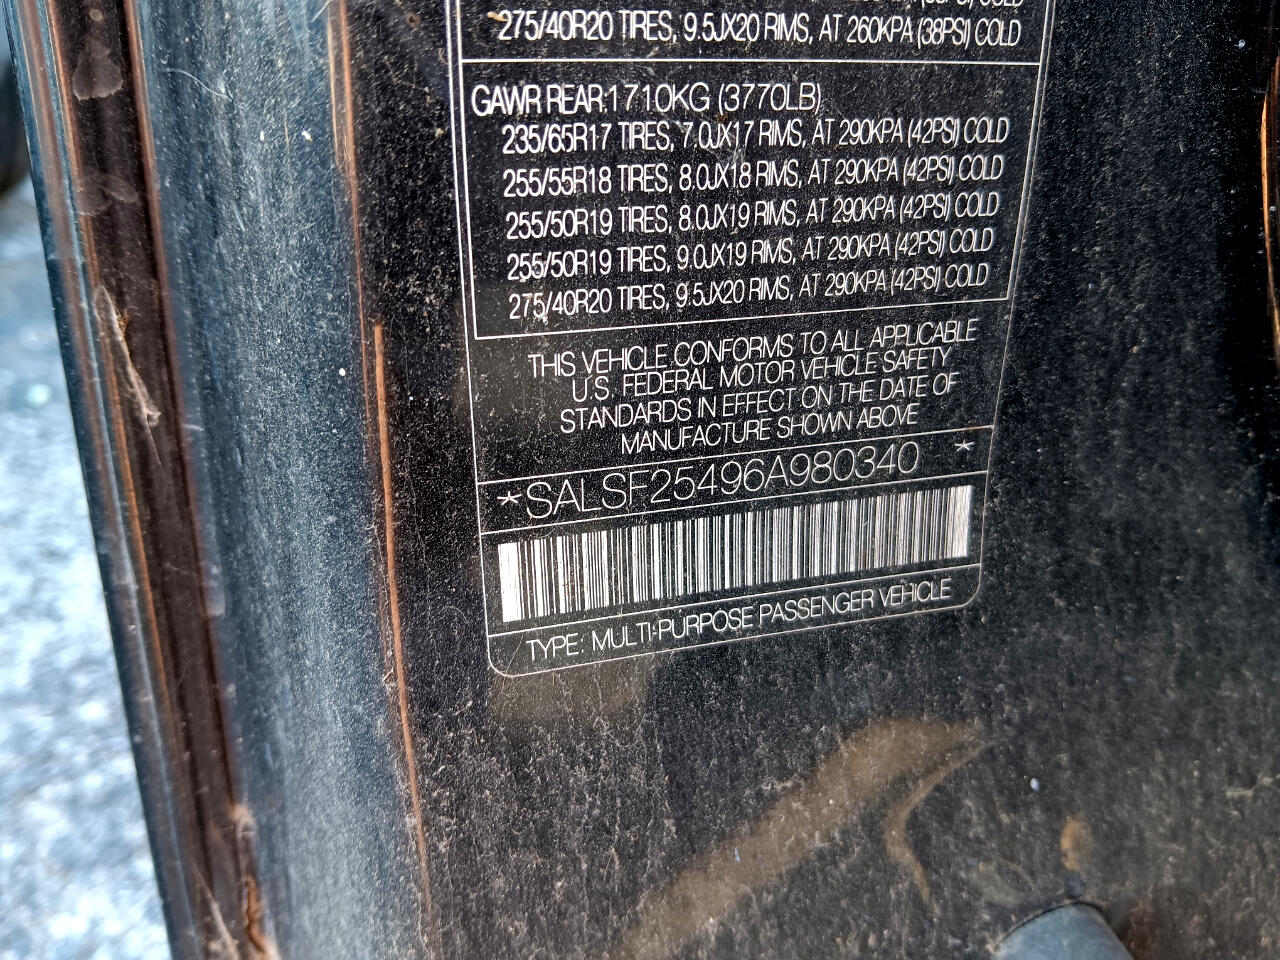 COLD
275/40R20 TIRES, 9.5JX20 RIMS, AT 260KPA (38PSI) COLD
GAWR REAR:1710KG (3770LB)
235/65R17 TIRES, 7.0JX17 RIMS, AT 290KPA (42PSI) COLD
255/55R18 TIRES, 8.0JX18 RIMS, AT 290KPA (42PSI) COLD
255/50R19 TIRES, 8.0JX19 RIMS, AT 290KPA (42PSI) COLD
255/50R19 TIRES, 9.0JX19 RIMS, AT 290KPA (42PSI) COLD
275/40R20 TIRES, 9.5JX20 RIMS, AT 290KPA (42PSI) COLD
THIS VEHICLE CONFORMS TO ALL APPLICABLE
U.S. FEDERAL MOTOR VEHICLE SAFETY
STANDARDS IN EFFECT ON THE DATE OF
MANUFACTURE SHOWN ABOVE
*SALSF25496A980340 *
TYPE: MULTI-PURPOSE PASSENGER VEHICLE